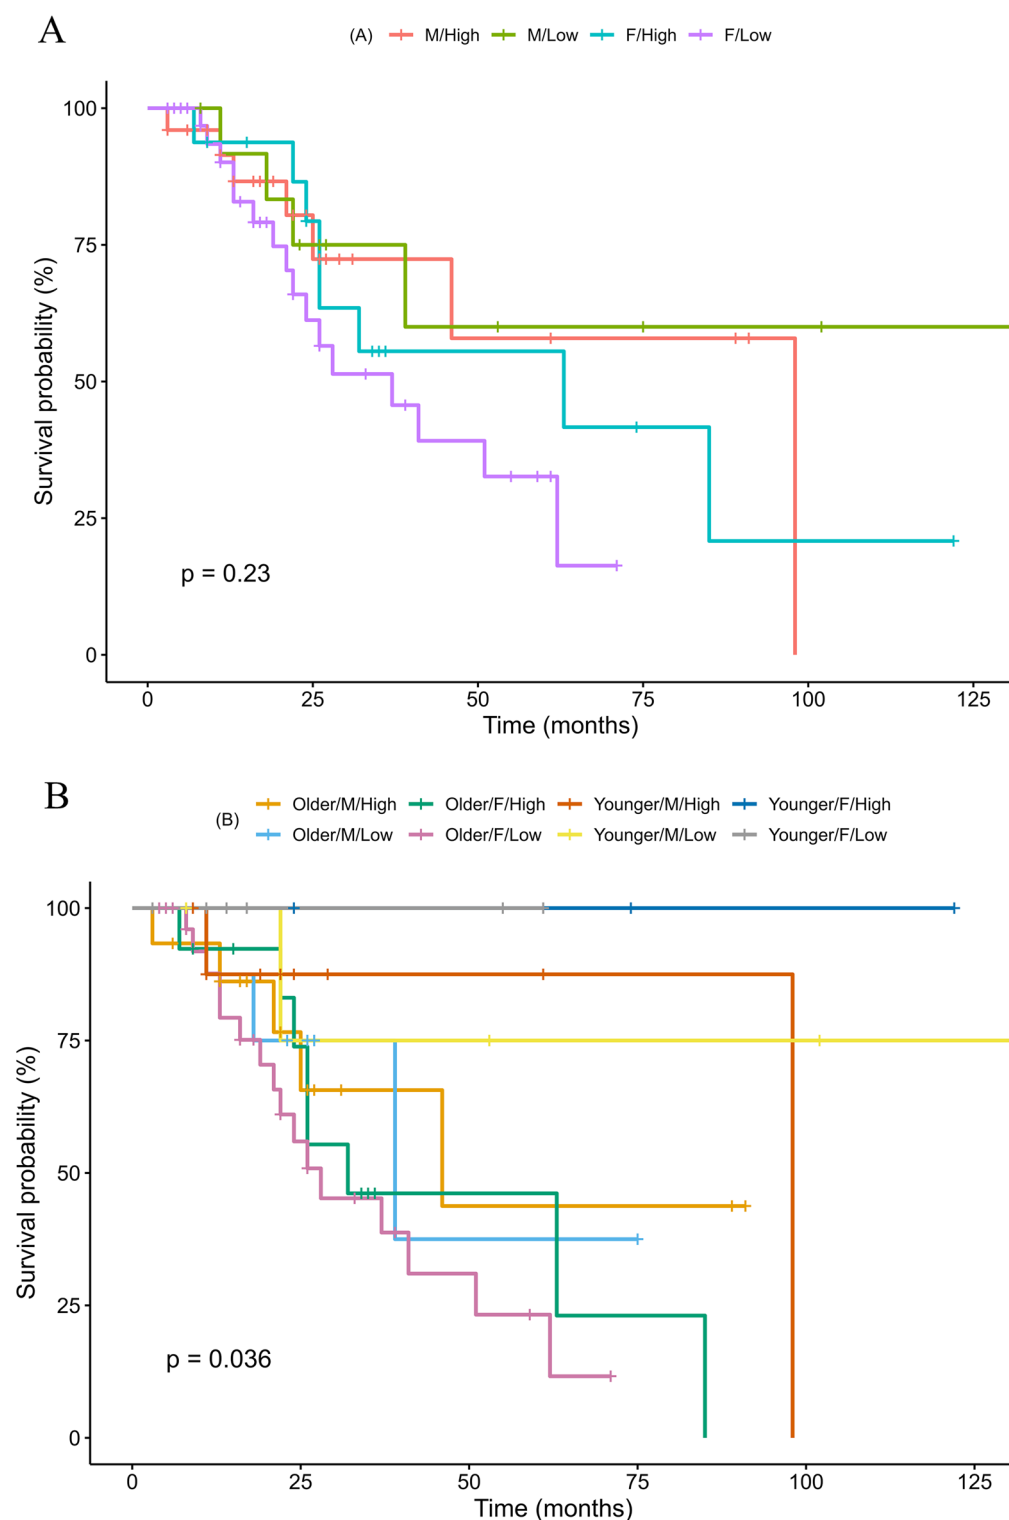 A
(A) M/High M/Low F/High F/Low
100
75
50
25
0
Survival probability (%)
p = 0.23
0 25 50 75 100 125
Time (months)
B
(B)
Older/M/High Older/F/High Younger/M/High Younger/F/High
Older/M/Low Older/F/Low Younger/M/Low Younger/F/Low
100
75
50
25
0
Survival probability (%)
p = 0.036
0 25 50 75 100 125
Time (months)